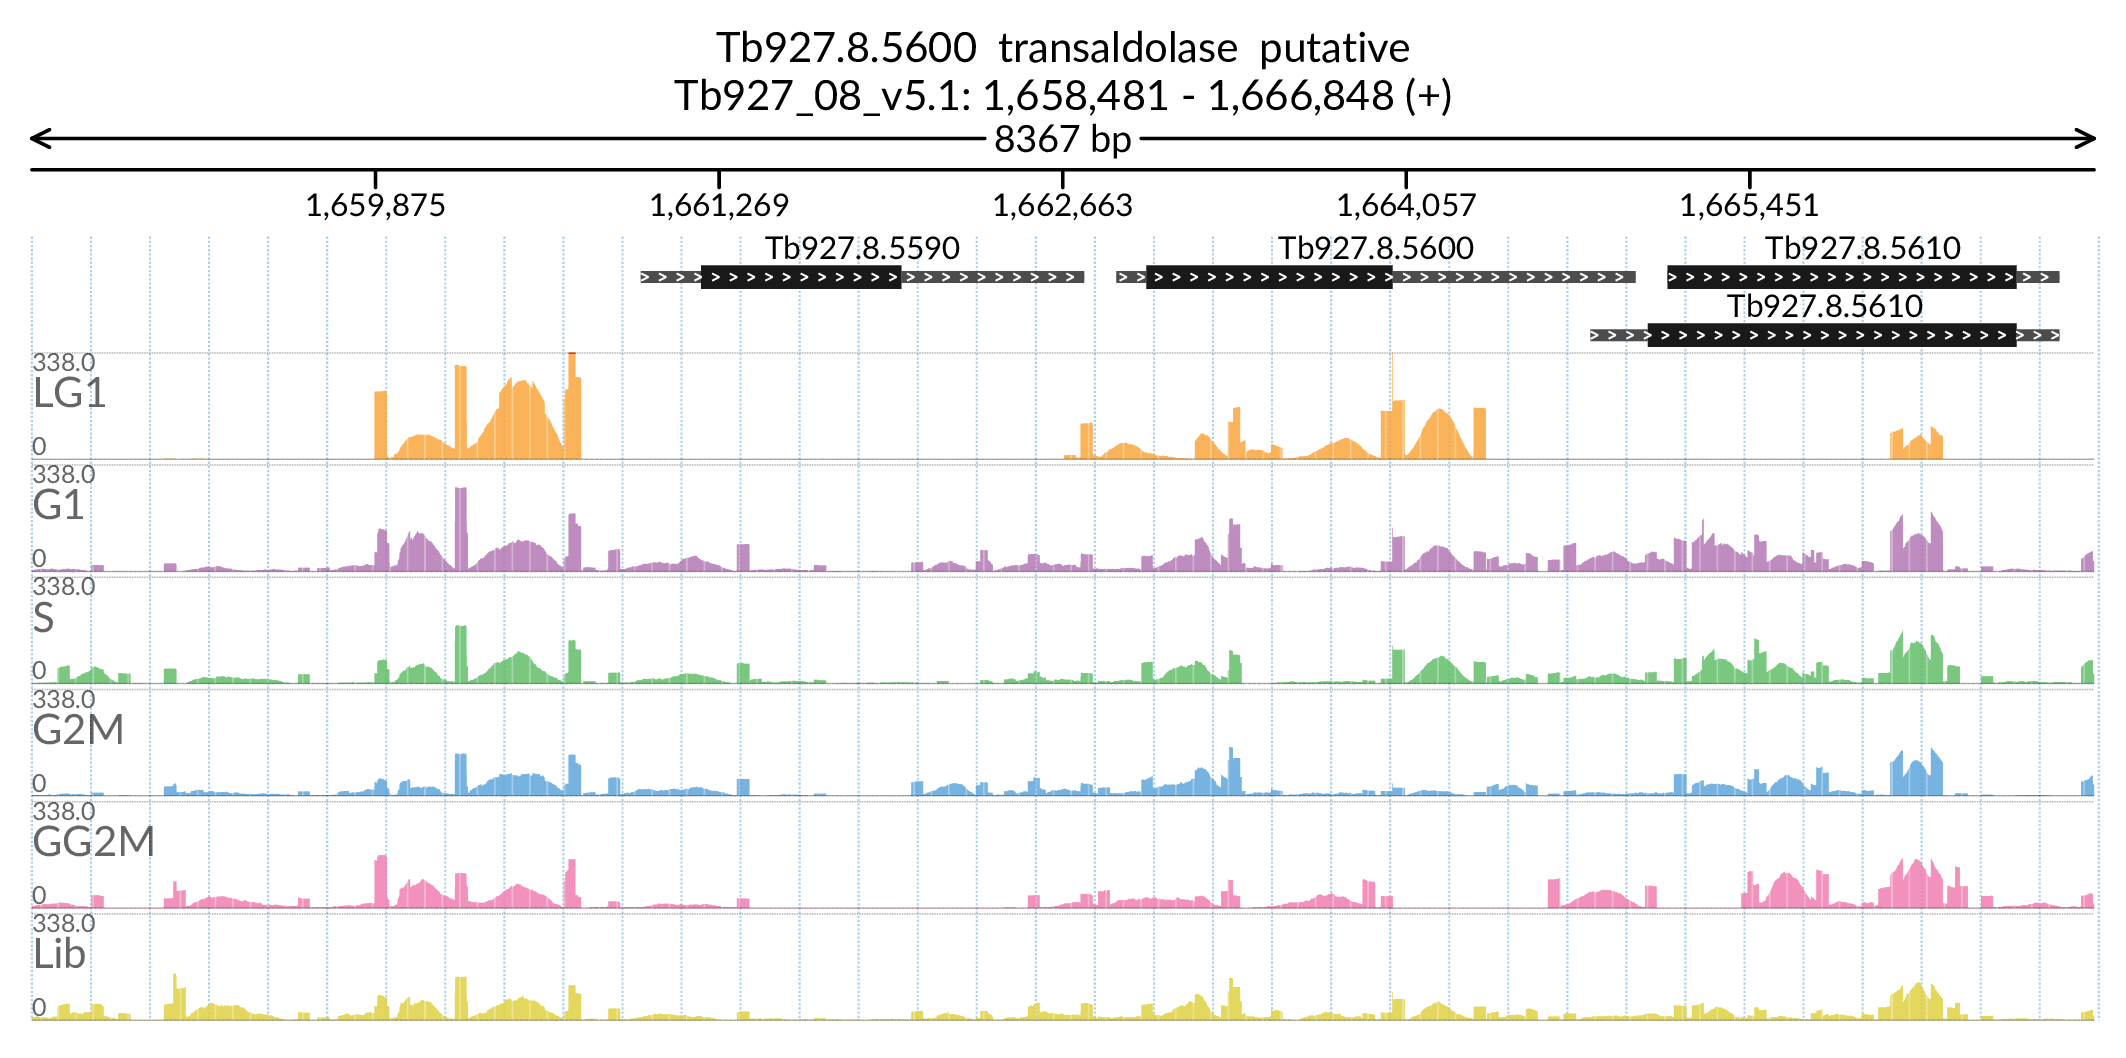 Tb927.8.5600 transaldolase putative
Tb927_08_v5.1: 1,658,481 - 1,666,848 (+)
8367 bp
1,659,875 1,661,269 1,662,663 1,664,057 1,665,451
Tb927.8.5590 Tb927.8.5600 Tb927.8.5610
Tb927.8.5610
338.0
LG1
0
338.0
G1
0
338.0
S
0
338.0
G2M
0
338.0
GG2M
0
338.0
Lib
0